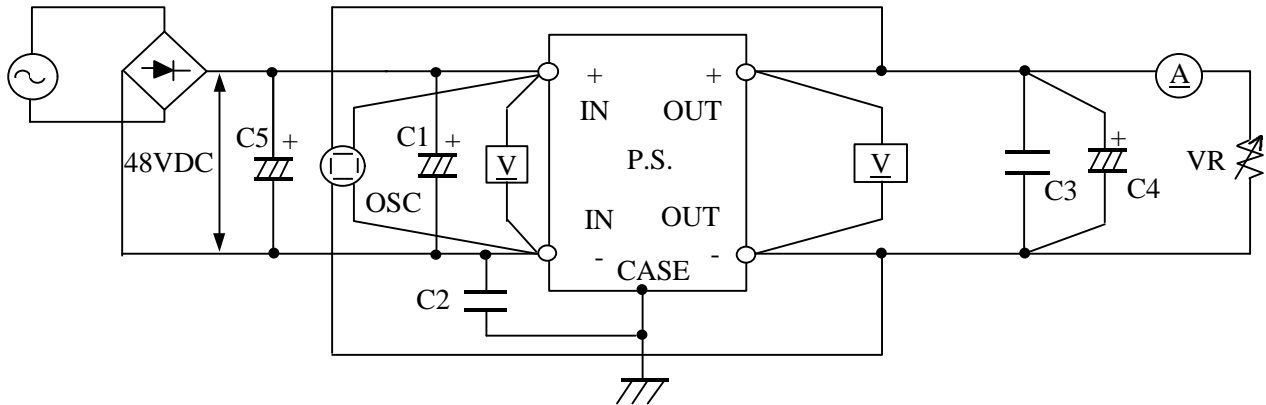 + + A
IN OUT
C5 + C1 + V P.S. V + VR
48VDC C3 C4
OSC
IN OUT
- CASE -
C2